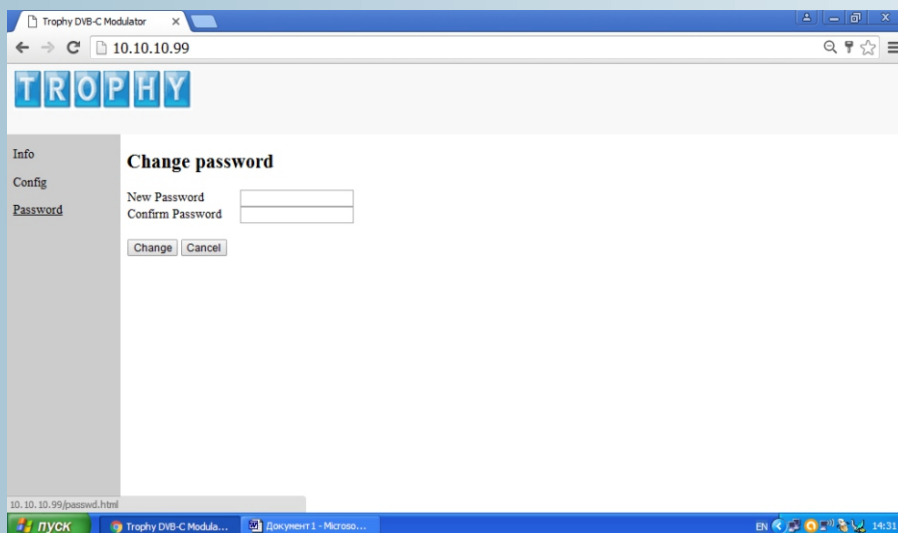 Trophy DVB-C Modulator
10.10.10.99
TROPHY
Info
Config
Password
Change password
New Password
Confirm Password
Change Cancel
10.10.10.99/passwd.html
пуск
Trophy DVB-C Modula...
Документ1 - Microso...
EN
14:31